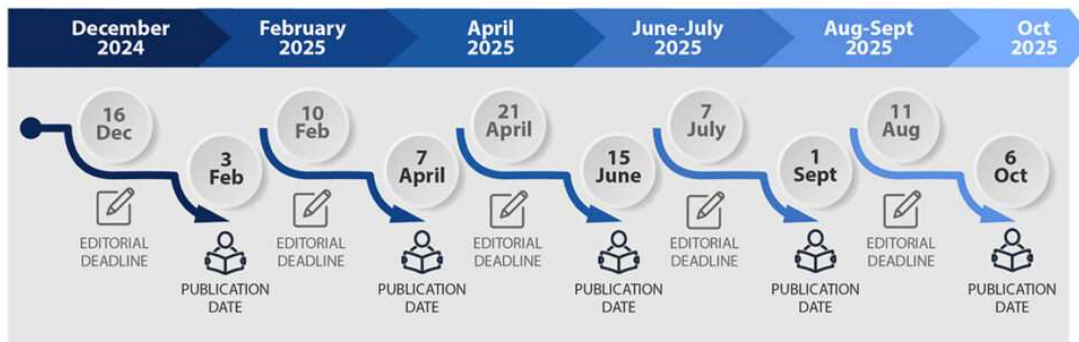 December
2024
February
2025
April
2025
June-July
2025
Aug-Sept
2025
Oct
2025
16
Dec
EDITORIAL
DEADLINE
3
Feb
PUBLICATION
DATE
10
Feb
EDITORIAL
DEADLINE
7
April
PUBLICATION
DATE
21
April
EDITORIAL
DEADLINE
15
June
PUBLICATION
DATE
7
July
EDITORIAL
DEADLINE
1
Sept
PUBLICATION
DATE
11
Aug
EDITORIAL
DEADLINE
6
Oct
PUBLICATION
DATE